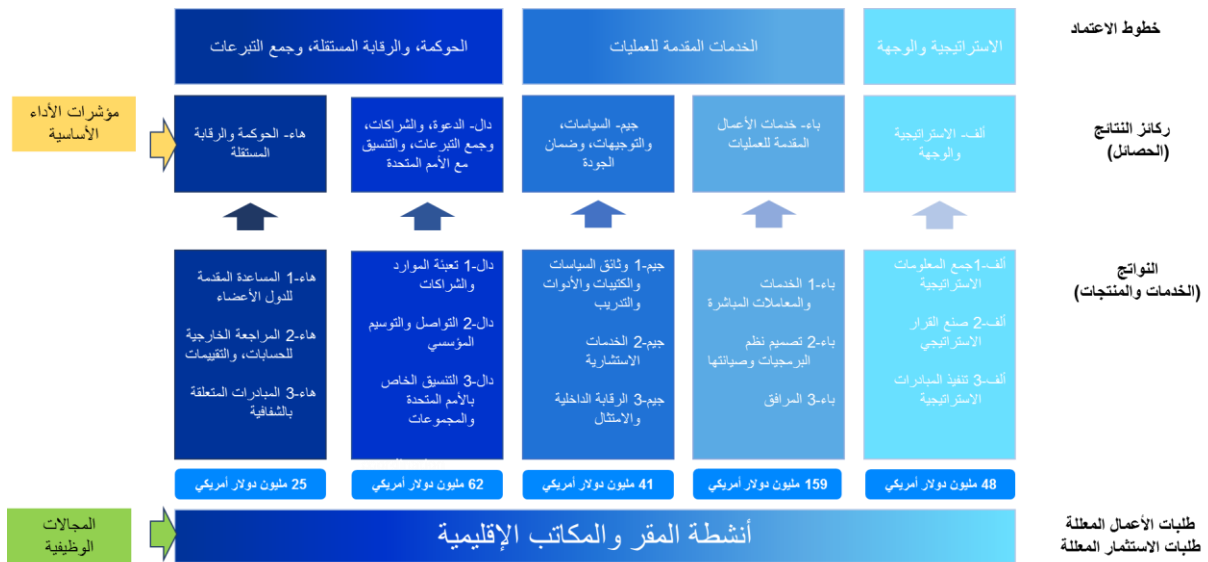 خطوط الاعتماد
الاستراتيجية والوجهة
الخدمات المقدمة للعمليات
الحوكمة، والرقابة المستقلة، وجمع التبرعات
ركائز النتائج
(الحصائل)
ألف- الاستراتيجية
والوجهة
باء- خدمات الأعمال
المقدمة للعمليات
جيم- السياسات،
والتوجيهات، وضمان
الجودة
دال- الدعوة، والشراكات،
وجمع التبرعات، والتنسيق
مع الأمم المتحدة
هاء- الحوكمة والرقابة
المستقلة
مؤشرات الأداء
الأساسية
النواتج
(الخدمات والمنتجات)
ألف-1جمع المعلومات
الاستراتيجية
ألف-2 صنع القرار
الاستراتيجي
ألف-3 تنفيذ المبادرات
الاستراتيجية
باء-1 الخدمات
والمعاملات المباشرة
باء-2 تصميم نظم
البرمجيات وصيانتها
باء-3 المرافق
جيم-1 وثائق السياسات
والكتيبات والأدوات
والتدريب
جيم-2 الخدمات
الاستشارية
جيم-3 الرقابة الداخلية
والامتثال
دال-1 تعبئة الموارد
والشراكات
دال-2 التواصل والتوسيم
المؤسسي
دال-3 التنسيق الخاص
بالأمم المتحدة
والمجموعات
هاء-1 المساعدة المقدمة
للدول الأعضاء
هاء-2 المراجعة الخارجية
للحسابات، والتقييمات
هاء-3 المبادرات المتعلقة
بالشفافية
48 مليون دولار أمريكي
159 مليون دولار أمريكي
41 مليون دولار أمريكي
62 مليون دولار أمريكي
25 مليون دولار أمريكي
طلبات الأعمال المعللة
طلبات الاستثمار المعللة
أنشطة المقر والمكاتب الإقليمية
المجالات
الوظيفية